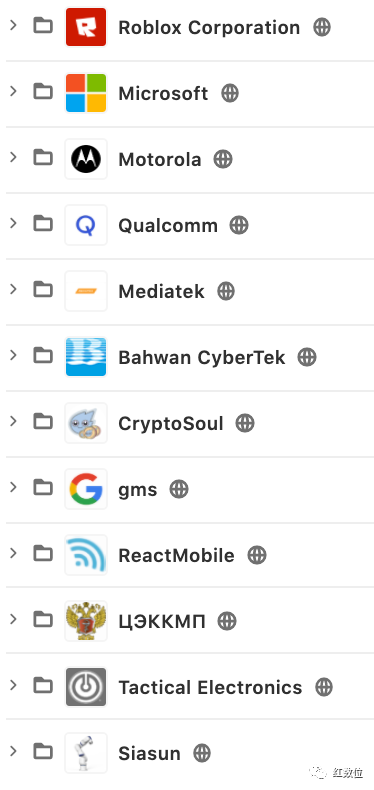 Roblox Corporation
Microsoft
Motorola
Qualcomm
Mediatek
Bahwan CyberTek
CryptoSoul
gms
ReactMobile
ЦЭККМП
Tactical Electronics
Siasun
红数位